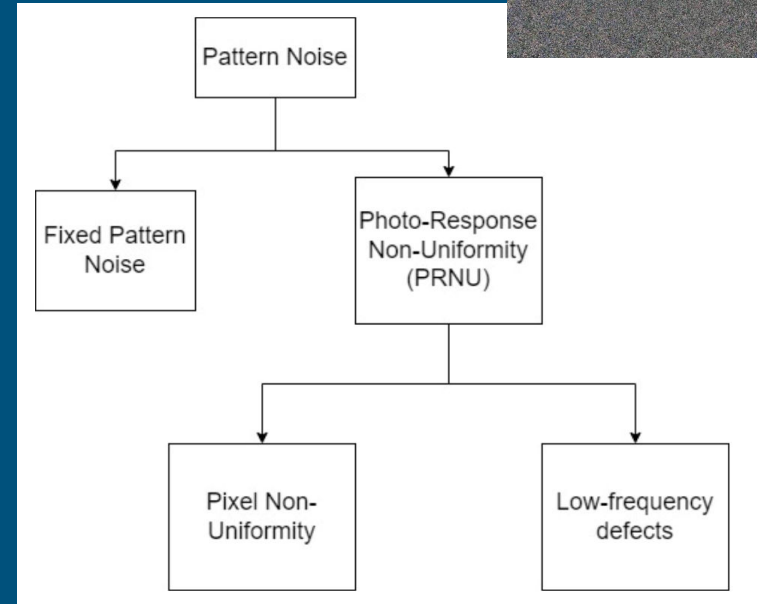 Pattern Noise
Fixed Pattern
Noise
Photo-Response
Non-Uniformity
(PRNU)
Pixel Non-
Uniformity
Low-frequency
defects